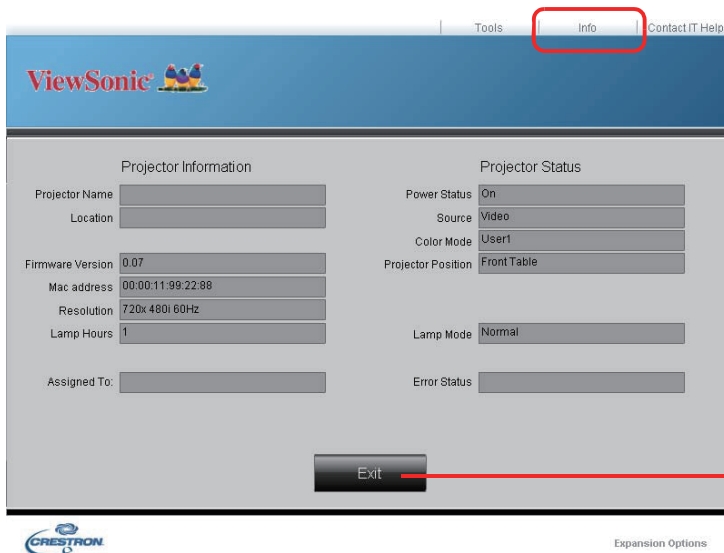 Tools Info Contact IT Help
ViewSonic®
Projector Information
Projector Name
Location
Firmware Version 0.07
Mac address 00:00:11:99:22:88
Resolution 720x 480i 60Hz
Lamp Hours 1
Assigned To:
Projector Status
Power Status On
Source Video
Color Mode User1
Projector Position Front Table
Lamp Mode Normal
Error Status
Exit
CRESTRON
Expansion Options